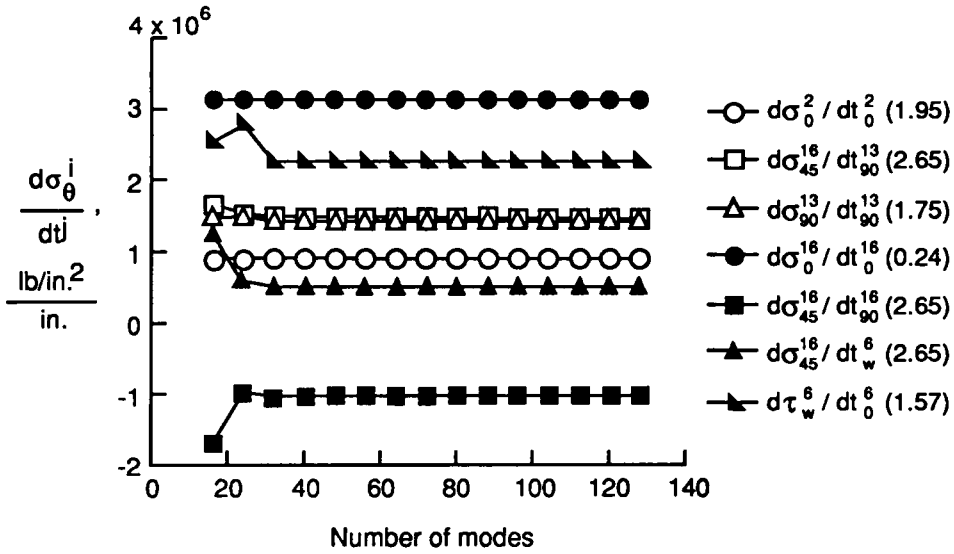 4 x 10⁶
3
2
1
0
-1
-2
dσ_θ^i
dt^j ,
lb/in.²
in.
0 20 40 60 80 100 120 140
Number of modes
dσ_0^2 / dt_0^2 (1.95)
dσ_45^16 / dt_90^13 (2.65)
dσ_90^13 / dt_90^13 (1.75)
dσ_0^16 / dt_0^16 (0.24)
dσ_45^16 / dt_90^16 (2.65)
dσ_45^16 / dt_w^6 (2.65)
dτ_w^6 / dt_0^6 (1.57)